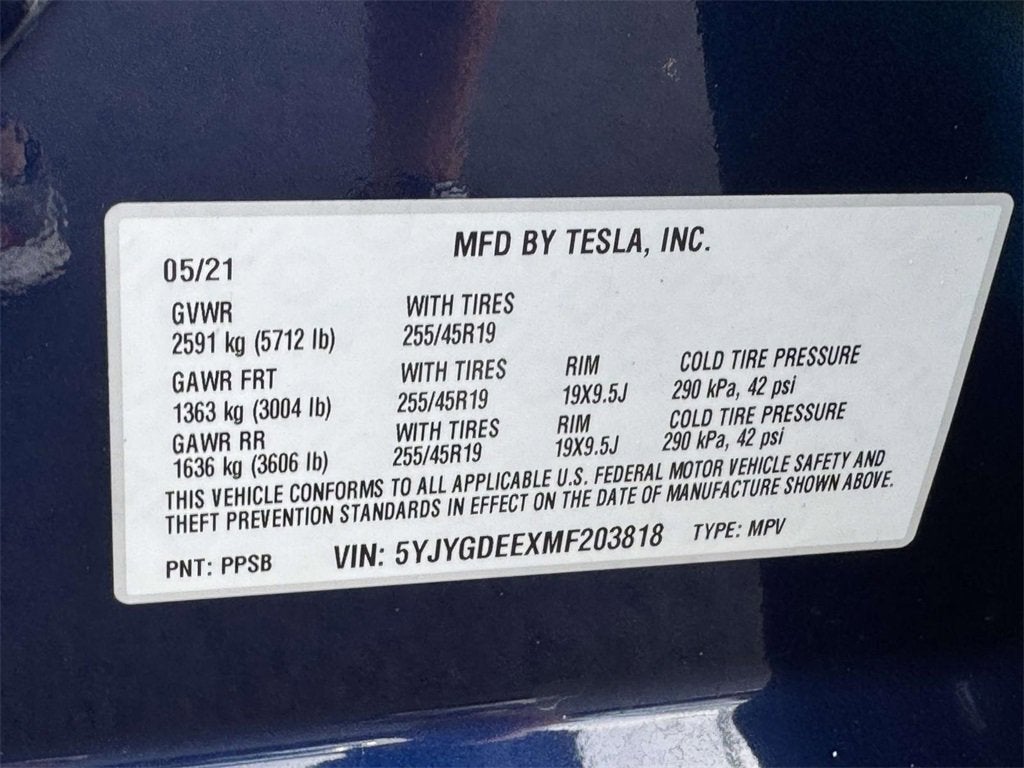 MFD BY TESLA, INC.
05/21
GVWR WITH TIRES
2591 kg (5712 lb) 255/45R19
GAWR FRT WITH TIRES RIM COLD TIRE PRESSURE
1363 kg (3004 lb) 255/45R19 19X9.5J 290 kPa, 42 psi
GAWR RR WITH TIRES RIM COLD TIRE PRESSURE
1636 kg (3606 lb) 255/45R19 19X9.5J 290 kPa, 42 psi
THIS VEHICLE CONFORMS TO ALL APPLICABLE U.S. FEDERAL MOTOR VEHICLE SAFETY AND
THEFT PREVENTION STANDARDS IN EFFECT ON THE DATE OF MANUFACTURE SHOWN ABOVE.
PNT: PPSB VIN: 5YJYGDEEXMF203818 TYPE: MPV